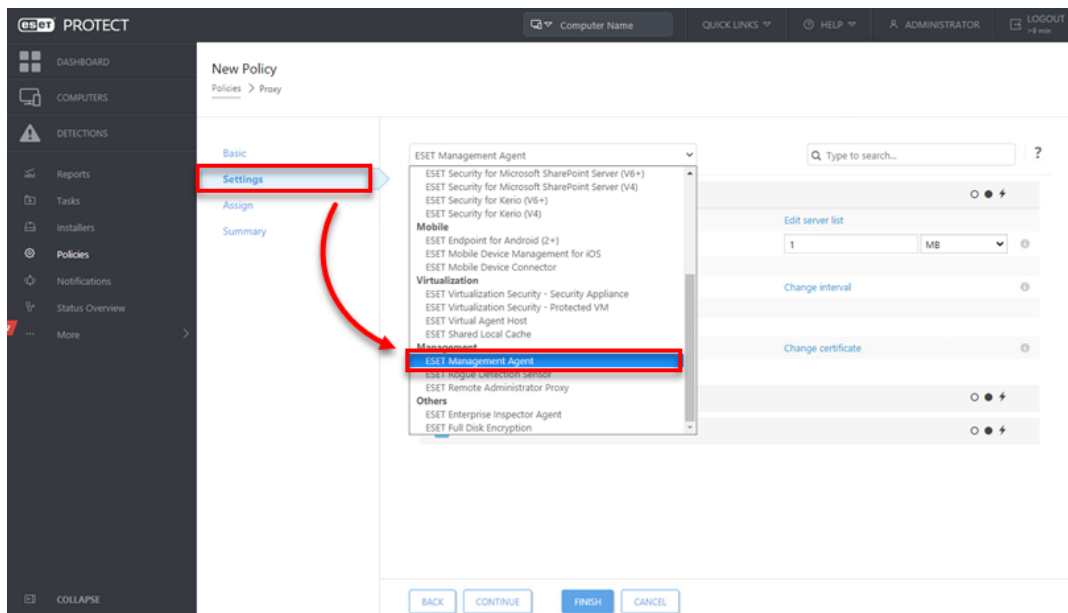 eset PROTECT
Computer Name
QUICK LINKS
HELP
ADMINISTRATOR
LOGOUT
>9 min
DASHBOARD
COMPUTERS
DETECTIONS
Reports
Tasks
Installers
Policies
Notifications
Status Overview
More
COLLAPSE
New Policy
Policies > Proxy
Basic
Settings
Assign
Summary
ESET Management Agent
Type to search...
?
ESET Security for Microsoft SharePoint Server (V6+)
ESET Security for Microsoft SharePoint Server (V4)
ESET Security for Kerio (V6+)
ESET Security for Kerio (V4)
Mobile
ESET Endpoint for Android (2+)
ESET Mobile Device Management for iOS
ESET Mobile Device Connector
Virtualization
ESET Virtualization Security - Security Appliance
ESET Virtualization Security - Protected VM
ESET Virtual Agent Host
ESET Shared Local Cache
Management
ESET Management Agent
ESET Rogue Detection Sensor
ESET Remote Administrator Proxy
Others
ESET Enterprise Inspector Agent
ESET Full Disk Encryption
Edit server list
1 MB
Change interval
Change certificate
BACK CONTINUE FINISH CANCEL